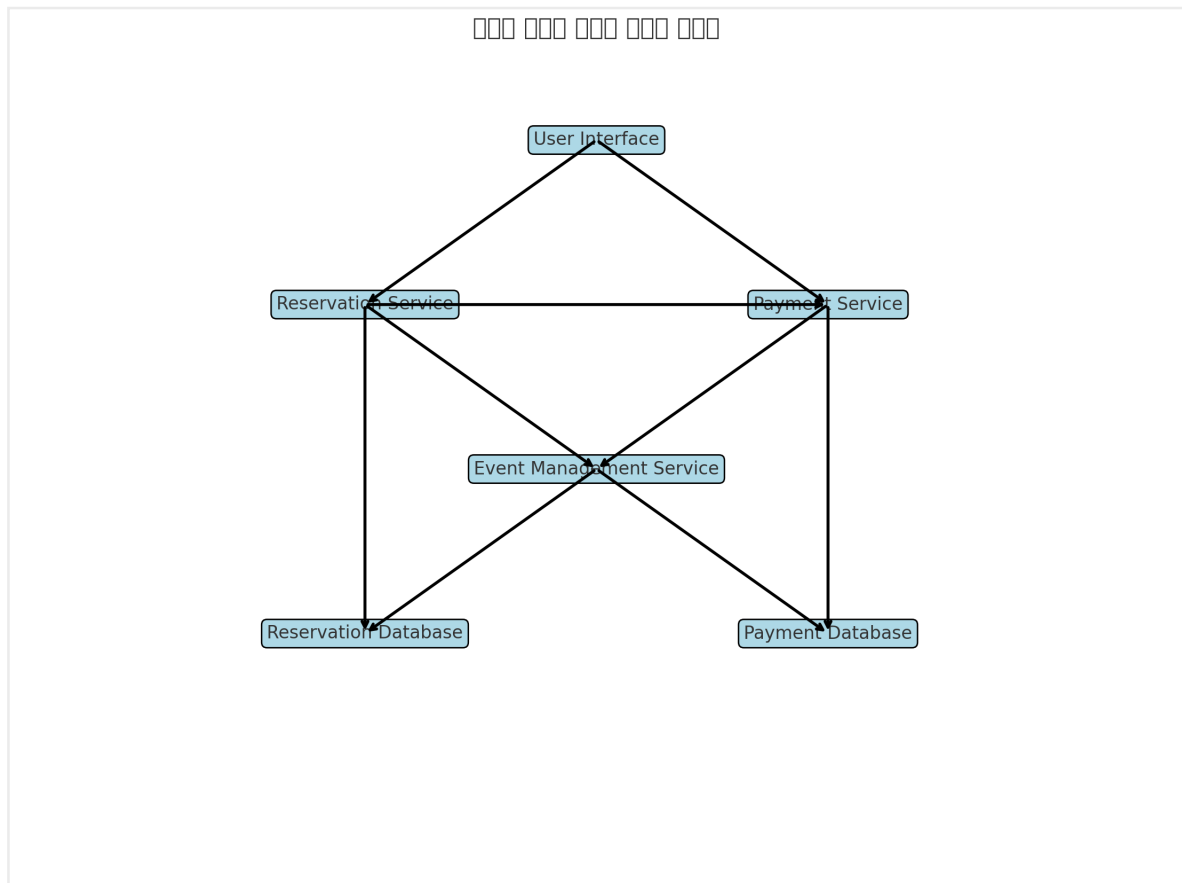 User Interface
Reservation Service
Payment Service
Event Management Service
Reservation Database
Payment Database